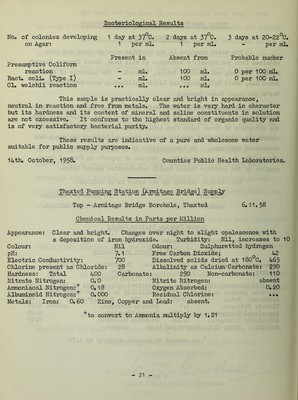 Bacteriological Results
No. of colonies developing 1 day at 37°C. 2 days at 37°C. 3 days at 20-22°C.
on Agar: 1 per ml. 1 per ml. - per ml.
Present in Absent from Probable number
Presumptive Coliform
reaction - ml. 100 ml. 0 per 100 ml.
Bact. coli. (Type I) - ml. 100 ml. 0 per 100 ml.
Cl. welchii reaction ... ml. ... ml.
This sample is practically clear and bright in appearance,
neutral in reaction and free from metals. The water is very hard in character
but its hardness and its content of mineral and saline constituents in solution
are not excessive. It conforms to the highest standard of organic quality and
is of very satisfactory bacterial purity.
These results are indicative of a pure and wholesome water
suitable for public supply purposes.
14th. October, 1958. Counties Public Health Laboratories.
Thaxted Pumping Station (Armitage Bridge) Supply
Tap - Armitage Bridge Borehole, Thaxted 6.11.58
Chemical Results in Parts per Million
Appearance: Clear and bright. Changes over night to slight opalescence with
a deposition of iron hydroxide. Turbidity: Nil, increases to 10
Colour: Nil Odour: Sulphuretted hydrogen
pH: 7.1 Free Carbon Dioxide: 42
Electric Conductivity: 700 Dissolved solids dried at 180°C. 465
Chlorine present as Chloride: 28 Alkalinity as Calcium Carbonate: 290
Hardness: Total 400 Carbonate: 290 Non-carbonate: 110
Nitrate Nitrogen: 0.0 Nitrite Nitrogen: absent
Ammoniacal Nitrogen:+ 0.18 Oxygen Absorbed: 0.20
Albuminoid Nitrogen:+ 0.000 Residual Chlorine: ...
Metals: Iron: 0.60 Zinc, Copper and Lead: absent.
+to convert to Ammonia multiply by 1.21
- 21 -